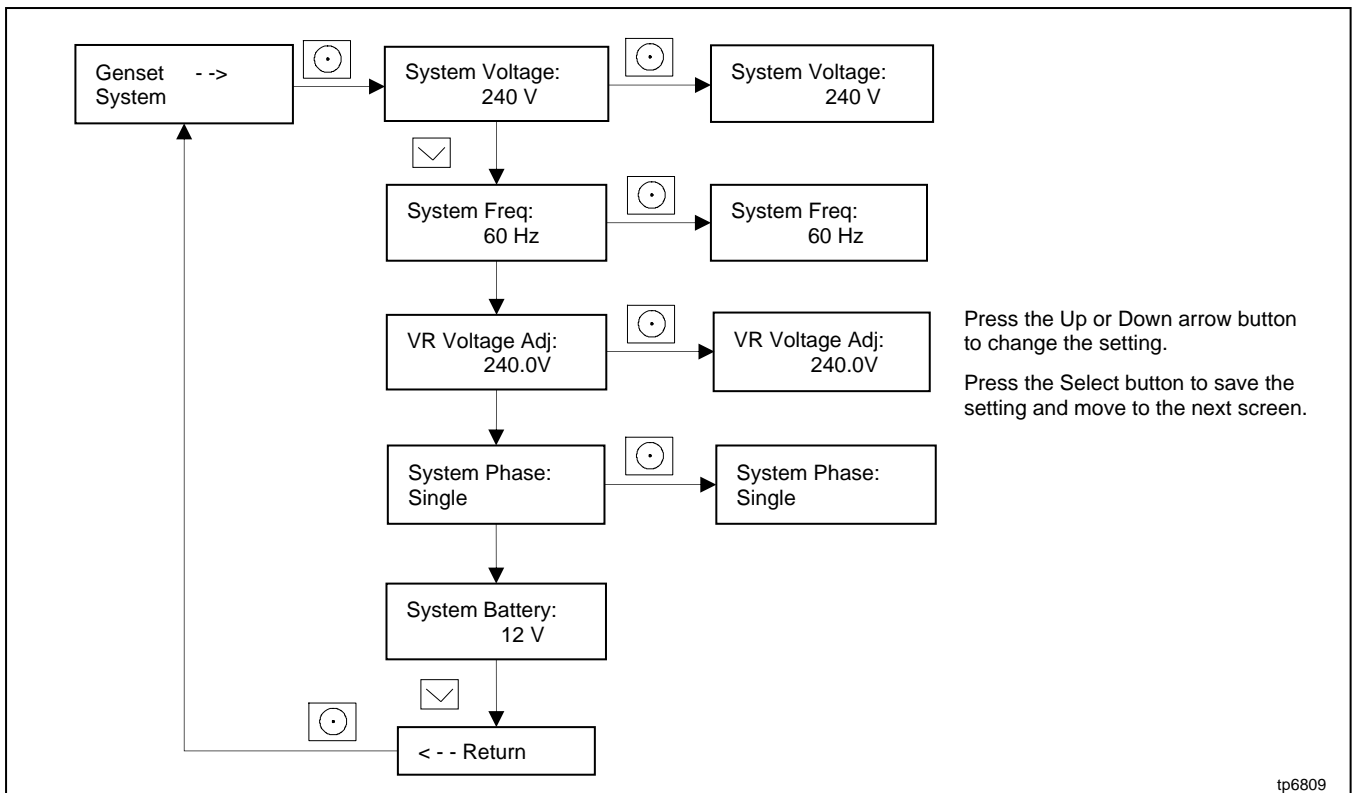 Genset - ->
System
System Voltage:
240 V
System Voltage:
240 V
System Freq:
60 Hz
System Freq:
60 Hz
VR Voltage Adj:
240.0V
VR Voltage Adj:
240.0V
Press the Up or Down arrow button
to change the setting.
Press the Select button to save the
setting and move to the next screen.
System Phase:
Single
System Phase:
Single
System Battery:
12 V
< - - Return
tp6809